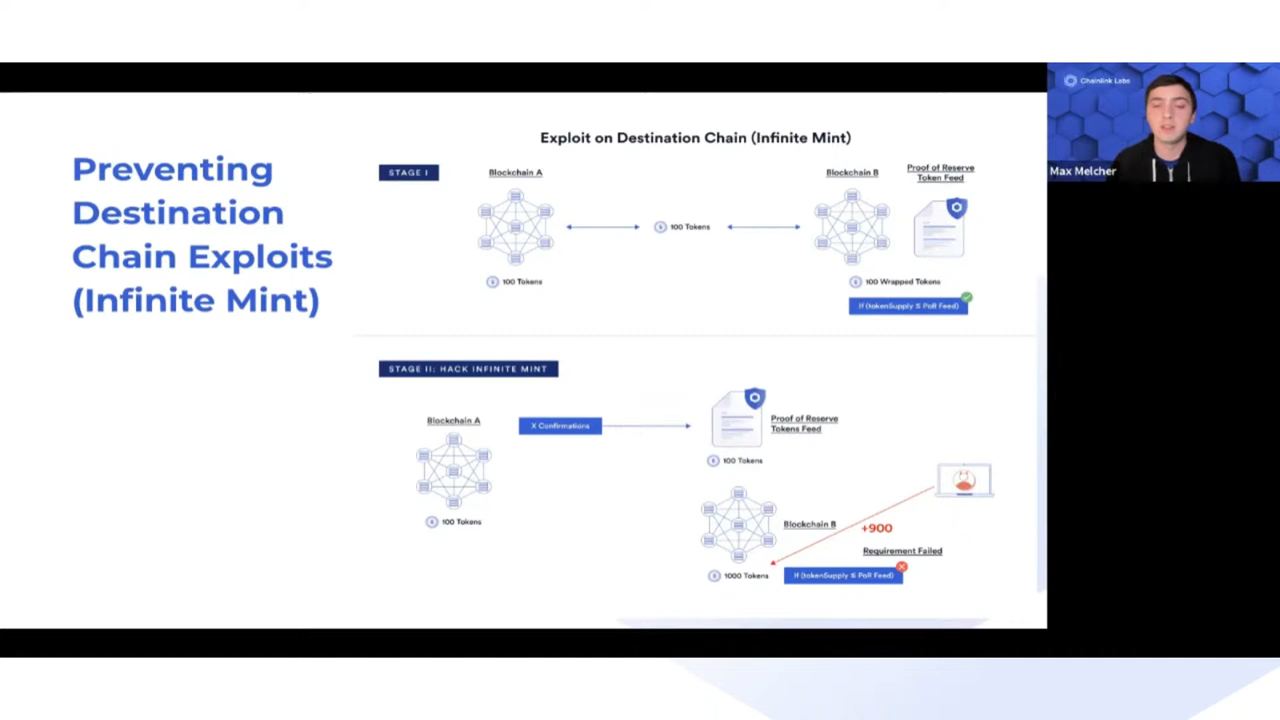 Preventing
Destination
Chain Exploits
(Infinite Mint)
Exploit on Destination Chain (Infinite Mint)
STAGE I
Blockchain A
Blockchain B
Proof of Reserve
Token Feed
100 Tokens
100 Tokens
100 Wrapped Tokens
If (tokenSupply ≤ PoR Feed)
STAGE II: HACK INFINITE MINT
Blockchain A
X Confirmations
Proof of Reserve
Tokens Feed
100 Tokens
100 Tokens
Blockchain B
+900
Requirement Failed
1000 Tokens
If (tokenSupply ≤ PoR Feed)
Chainlink Labs
Max Melcher